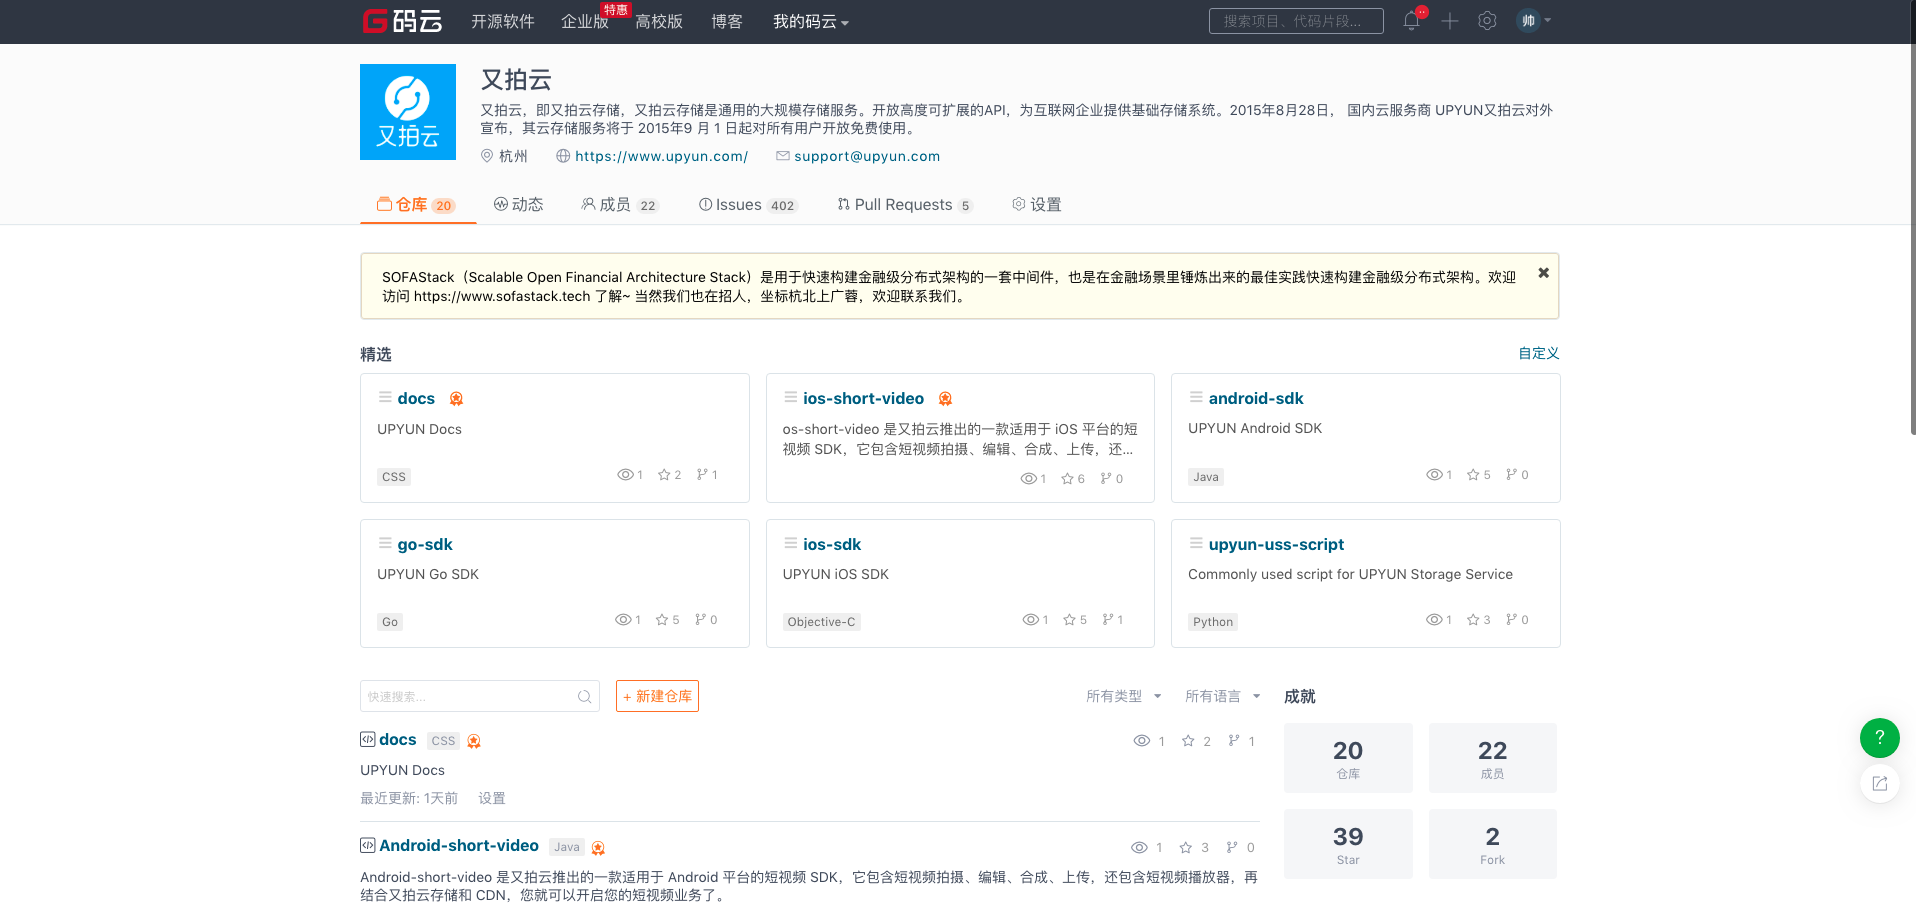 码云 开源软件 企业版 特惠 高校版 博客 我的码云 搜索项目、代码片段... 帅
又拍云
又拍云
又拍云，即又拍云存储，又拍云存储是通用的大规模存储服务。开放高度可扩展的API，为互联网企业提供基础存储系统。2015年8月28日， 国内云服务商 UPYUN又拍云对外
宣布，其云存储服务将于 2015年9 月 1 日起对所有用户开放免费使用。
杭州 https://www.upyun.com/ support@upyun.com
仓库 20 动态 成员 22 Issues 402 Pull Requests 5 设置
SOFAStack（Scalable Open Financial Architecture Stack）是用于快速构建金融级分布式架构的一套中间件，也是在金融场景里锤炼出来的最佳实践快速构建金融级分布式架构。欢迎
访问 https://www.sofastack.tech 了解~ 当然我们也在招人，坐标杭北上广蓉，欢迎联系我们。
精选 自定义
docs
UPYUN Docs
CSS 1 2 1
ios-short-video
os-short-video 是又拍云推出的一款适用于 iOS 平台的短
视频 SDK，它包含短视频拍摄、编辑、合成、上传，还...
1 6 0
android-sdk
UPYUN Android SDK
Java 1 5 0
go-sdk
UPYUN Go SDK
Go 1 5 0
ios-sdk
UPYUN iOS SDK
Objective-C 1 5 1
upyun-uss-script
Commonly used script for UPYUN Storage Service
Python 1 3 0
快速搜索... + 新建仓库 所有类型 所有语言
docs CSS 1 2 1
UPYUN Docs
最近更新: 1天前 设置
Android-short-video Java 1 3 0
Android-short-video 是又拍云推出的一款适用于 Android 平台的短视频 SDK，它包含短视频拍摄、编辑、合成、上传，还包含短视频播放器，再
结合又拍云存储和 CDN，您就可以开启您的短视频业务了。
成就
20 22
仓库 成员
39 2
Star Fork
?